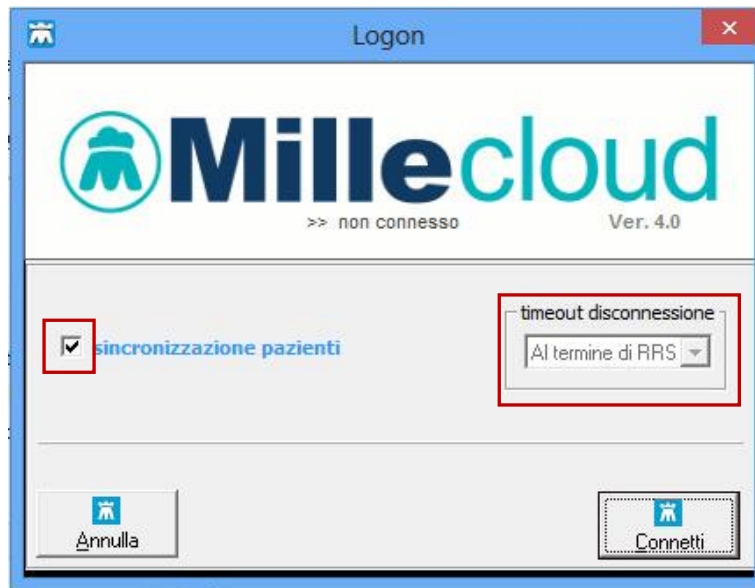 Logon
Millecloud
>> non connesso
Ver. 4.0
sincronizzazione pazienti
timeout disconnessione
Al termine di RRS
Annulla
Connetti